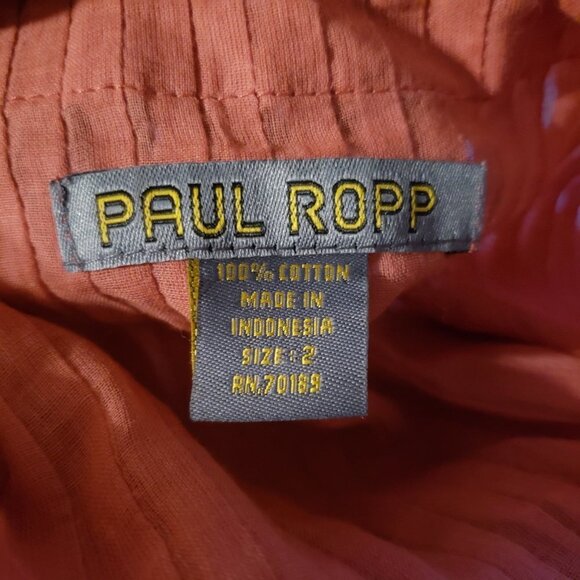 PAUL ROPP
100% COTTON
MADE IN
INDONESIA
SIZE : 2
RN.70189